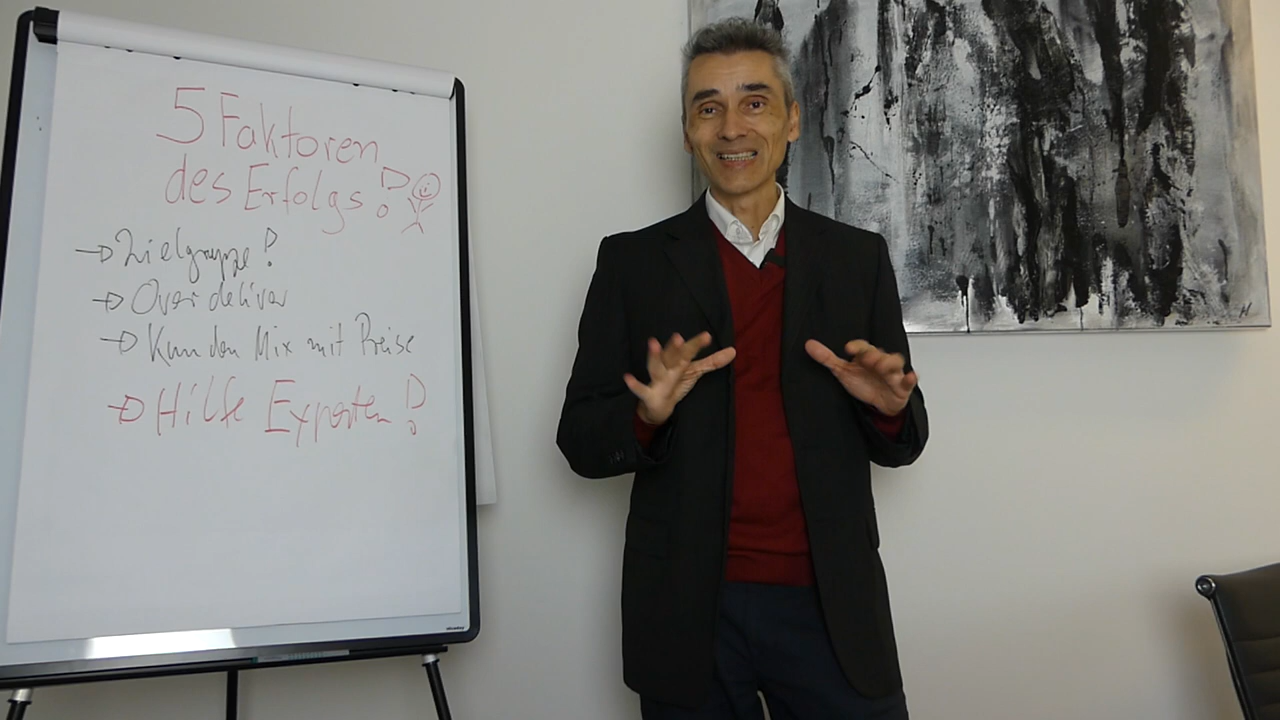 5 Faktoren
des Erfolgs!
→ Zielgruppe!
→ Over deliver
→ Kunden Mix mit Preise
→ Hilfe Experten!